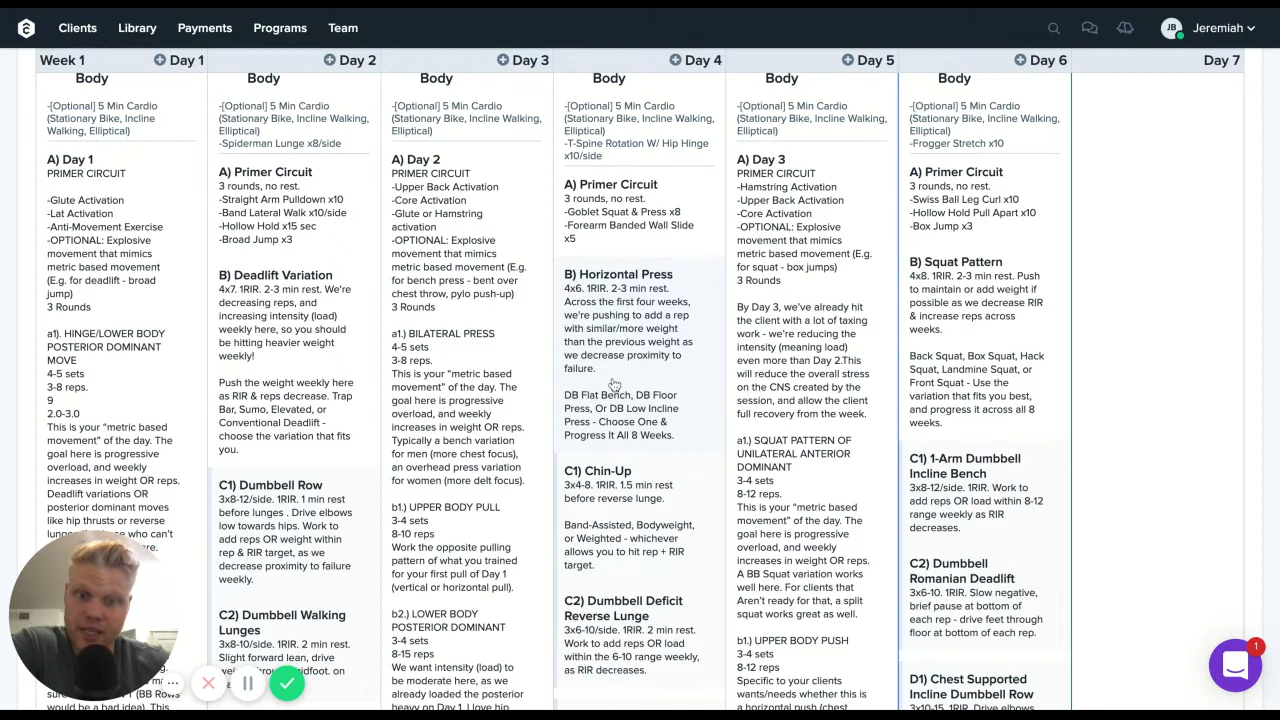 Clients
Library
Payments
Programs
Team
JB
Jeremiah
Week 1
Day 1
Day 2
Day 3
Day 4
Day 5
Day 6
Day 7
Body
A) Day 1
-[Optional] 5 Min Cardio
(Stationary Bike, Incline
Walking, Elliptical)
PRIMER CIRCUIT
-Glute Activation
-Lat Activation
-Anti-Movement Exercise
-OPTIONAL: Explosive
movement that mimics
metric based movement
(E.g. for deadlift - broad
jump)
3 Rounds
a1). HINGE/LOWER BODY
POSTERIOR DOMINANT
MOVE
4-5 sets
3-8 reps.
9
2.0-3.0
This is your “metric based
movement” of the day. The
goal here is progressive
overload, and weekly
increases in weight OR reps.
Deadlift variations OR
posterior dominant moves
like hip thrusts or reverse
who can't
(BB Rows
would be a bad idea). This
Body
-[Optional] 5 Min Cardio
(Stationary Bike, Incline Walking,
Elliptical)
-Spiderman Lunge x8/side
A) Primer Circuit
3 rounds, no rest.
-Straight Arm Pulldown x10
-Band Lateral Walk x10/side
-Hollow Hold x15 sec
-Broad Jump x3
B) Deadlift Variation
4x7. 1RIR. 2-3 min rest. We're
decreasing reps, and
increasing intensity (load)
weekly here, so you should
be hitting heavier weight
weekly!
Push the weight weekly here
as RIR & reps decrease. Trap
Bar, Sumo, Elevated, or
Conventional Deadlift -
choose the variation that fits
you.
C1) Dumbbell Row
3x8-12/side. 1RIR. 1 min rest
before lunges . Drive elbows
low towards hips. Work to
add reps OR weight within
rep & RIR target, as we
decrease proximity to failure
weekly.
C2) Dumbbell Walking
Lunges
3x8-10/side. 1RIR. 2 min rest.
Slight forward lean, drive
midfoot. on
Body
-[Optional] 5 Min Cardio
(Stationary Bike, Incline Walking,
Elliptical)
A) Day 2
PRIMER CIRCUIT
-Upper Back Activation
-Core Activation
-Glute or Hamstring
activation
-OPTIONAL: Explosive
movement that mimics
metric based movement (E.g.
for bench press - bent over
chest throw, pylo push-up)
3 Rounds
a1.) BILATERAL PRESS
4-5 sets
3-8 reps.
This is your “metric based
movement” of the day. The
goal here is progressive
overload, and weekly
increases in weight OR reps.
Typically a bench variation
for men (more chest focus),
an overhead press variation
for women (more delt focus).
b1.) UPPER BODY PULL
3-4 sets
8-10 reps
Work the opposite pulling
pattern of what you trained
for your first pull of Day 1
(vertical or horizontal pull).
b2.) LOWER BODY
POSTERIOR DOMINANT
3-4 sets
8-15 reps
We want intensity (load) to
be moderate here, as we
already loaded the posterior
heavy on Day 1. I love hip
Body
-[Optional] 5 Min Cardio
(Stationary Bike, Incline Walking,
Elliptical)
-T-Spine Rotation W/ Hip Hinge
x10/side
A) Primer Circuit
3 rounds, no rest.
-Goblet Squat & Press x8
-Forearm Banded Wall Slide
x5
B) Horizontal Press
4x6. 1RIR. 2-3 min rest.
Across the first four weeks,
we're pushing to add a rep
with similar/more weight
than the previous weight as
we decrease proximity to
failure.
DB Flat Bench, DB Floor
Press, Or DB Low Incline
Press - Choose One &
Progress It All 8 Weeks.
C1) Chin-Up
3x4-8. 1RIR. 1.5 min rest
before reverse lunge.
Band-Assisted, Bodyweight,
or Weighted - whichever
allows you to hit rep + RIR
target.
C2) Dumbbell Deficit
Reverse Lunge
3x6-10/side. 1RIR. 2 min rest.
Work to add reps OR load
within the 6-10 range weekly,
as RIR decreases.
Body
-[Optional] 5 Min Cardio
(Stationary Bike, Incline Walking,
Elliptical)
A) Day 3
PRIMER CIRCUIT
-Hamstring Activation
-Upper Back Activation
-Core Activation
-OPTIONAL: Explosive
movement that mimics
metric based movement (E.g.
for squat - box jumps)
3 Rounds
By Day 3, we've already hit
the client with a lot of taxing
work - we're reducing the
intensity (meaning load)
even more than Day 2.This
will reduce the overall stress
on the CNS created by the
session, and allow the client
full recovery from the week.
a1.) SQUAT PATTERN OF
UNILATERAL ANTERIOR
DOMINANT
3-4 sets
8-12 reps.
This is your “metric based
movement” of the day. The
goal here is progressive
overload, and weekly
increases in weight OR reps.
A BB Squat variation works
well here. For clients that
Aren't ready for that, a split
squat works great as well.
b1.) UPPER BODY PUSH
3-4 sets
8-12 reps
Specific to your clients
wants/needs whether this is
a horizontal push (chest
Body
-[Optional] 5 Min Cardio
(Stationary Bike, Incline Walking,
Elliptical)
-Frogger Stretch x10
A) Primer Circuit
3 rounds, no rest.
-Swiss Ball Leg Curl x10
-Hollow Hold Pull Apart x10
-Box Jump x3
B) Squat Pattern
4x8. 1RIR. 2-3 min rest. Push
to maintain or add weight if
possible as we decrease RIR
& increase reps across
weeks.
Back Squat, Box Squat, Hack
Squat, Landmine Squat, or
Front Squat - Use the
variation that fits you best,
and progress it across all 8
weeks.
C1) 1-Arm Dumbbell
Incline Bench
3x8-12/side. 1RIR. Work to
add reps OR load within 8-12
range weekly as RIR
decreases.
C2) Dumbbell
Romanian Deadlift
3x6-10. 1RIR. Slow negative,
brief pause at bottom of
each rep - drive feet through
floor at bottom of each rep.
D1) Chest Supported
Incline Dumbbell Row
3x10-15. 1RIR. Drive elbows
1